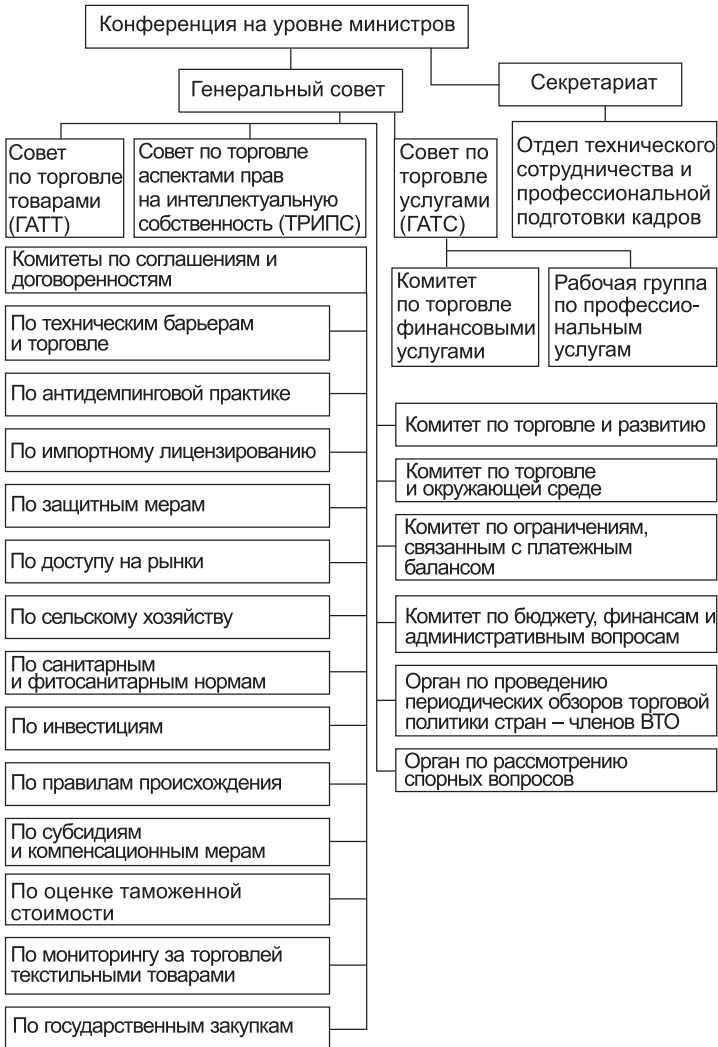 Конференция на уровне министров
Генеральный совет
Секретариат
Совет
по торговле
товарами
(ГАТТ)
Совет по торговле
аспектами прав
на интеллектуальную
собственность (ТРИПС)
Совет по
торговле
услугами
(ГАТС)
Отдел технического
сотрудничества и
профессиональной
подготовки кадров
Комитеты по соглашениям и
договоренностям
Комитет
по торговле
финансовыми
услугами
Рабочая группа
по профессио-
нальным
услугам
По техническим барьерам
и торговле
По антидемпинговой практике
По импортному лицензированию
По защитным мерам
По доступу на рынки
По сельскому хозяйству
По санитарным
и фитосанитарным нормам
По инвестициям
По правилам происхождения
По субсидиям
и компенсационным мерам
По оценке таможенной
стоимости
По мониторингу за торговлей
текстильными товарами
По государственным закупкам
Комитет по торговле и развитию
Комитет по торговле
и окружающей среде
Комитет по ограничениям,
связанным с платежным
балансом
Комитет по бюджету, финансам и
административным вопросам
Орган по проведению
периодических обзоров торговой
политики стран – членов ВТО
Орган по рассмотрению
спорных вопросов